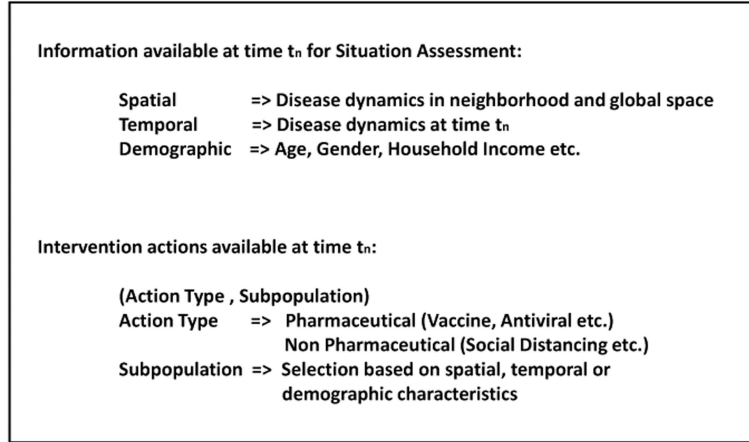 Information available at time tn for Situation Assessment:
Spatial => Disease dynamics in neighborhood and global space
Temporal => Disease dynamics at time tn
Demographic => Age, Gender, Household Income etc.
Intervention actions available at time tn:
(Action Type , Subpopulation)
Action Type => Pharmaceutical (Vaccine, Antiviral etc.)
Non Pharmaceutical (Social Distancing etc.)
Subpopulation => Selection based on spatial, temporal or
demographic characteristics